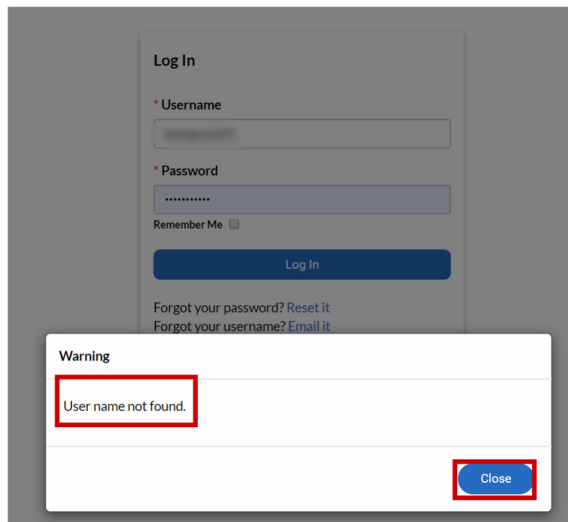 Log In
* Username
* Password
•••••••••••
Remember Me
Log In
Forgot your password? Reset it
Forgot your username? Email it
Warning
User name not found.
Close